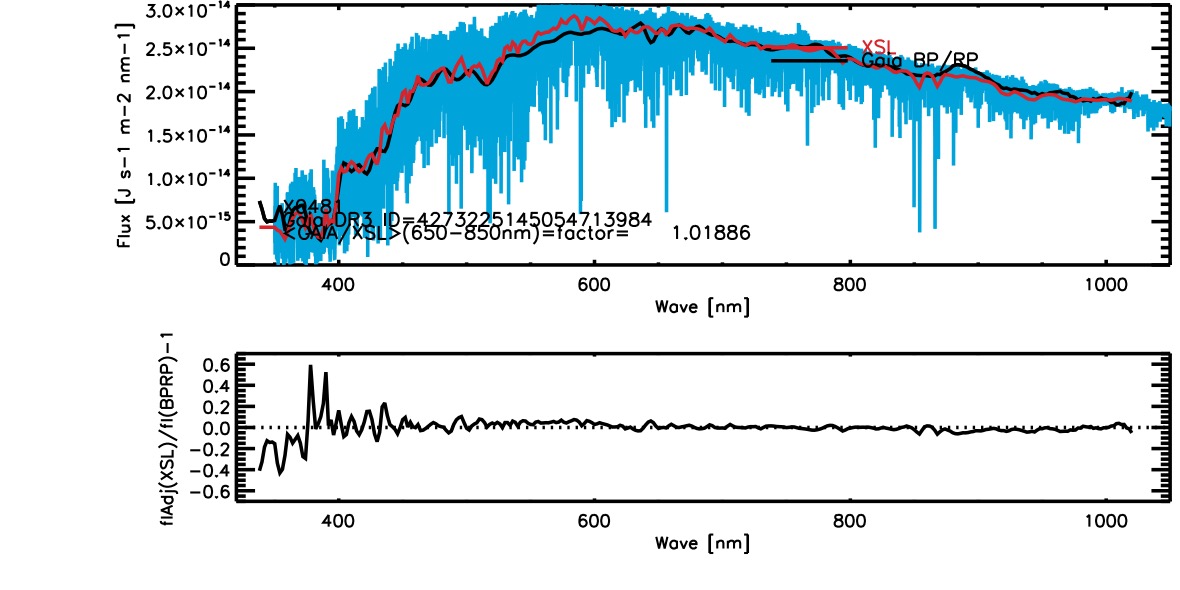 3.0×10−14
2.5×10−14
2.0×10−14
1.5×10−14
1.0×10−14
5.0×10−15
0
Flux [J s−1 m−2 nm−1]
XSL
Gaia BP/RP
X0481
Gaia DR3 ID=4273225145054713984
<GAIA/XSL>(650−850nm)=factor= 1.01886
400 600 800 1000
Wave [nm]
flAdj(XSL)/fl(BPRP)−1
0.6
0.4
0.2
0.0
−0.2
−0.4
−0.6
400 600 800 1000
Wave [nm]